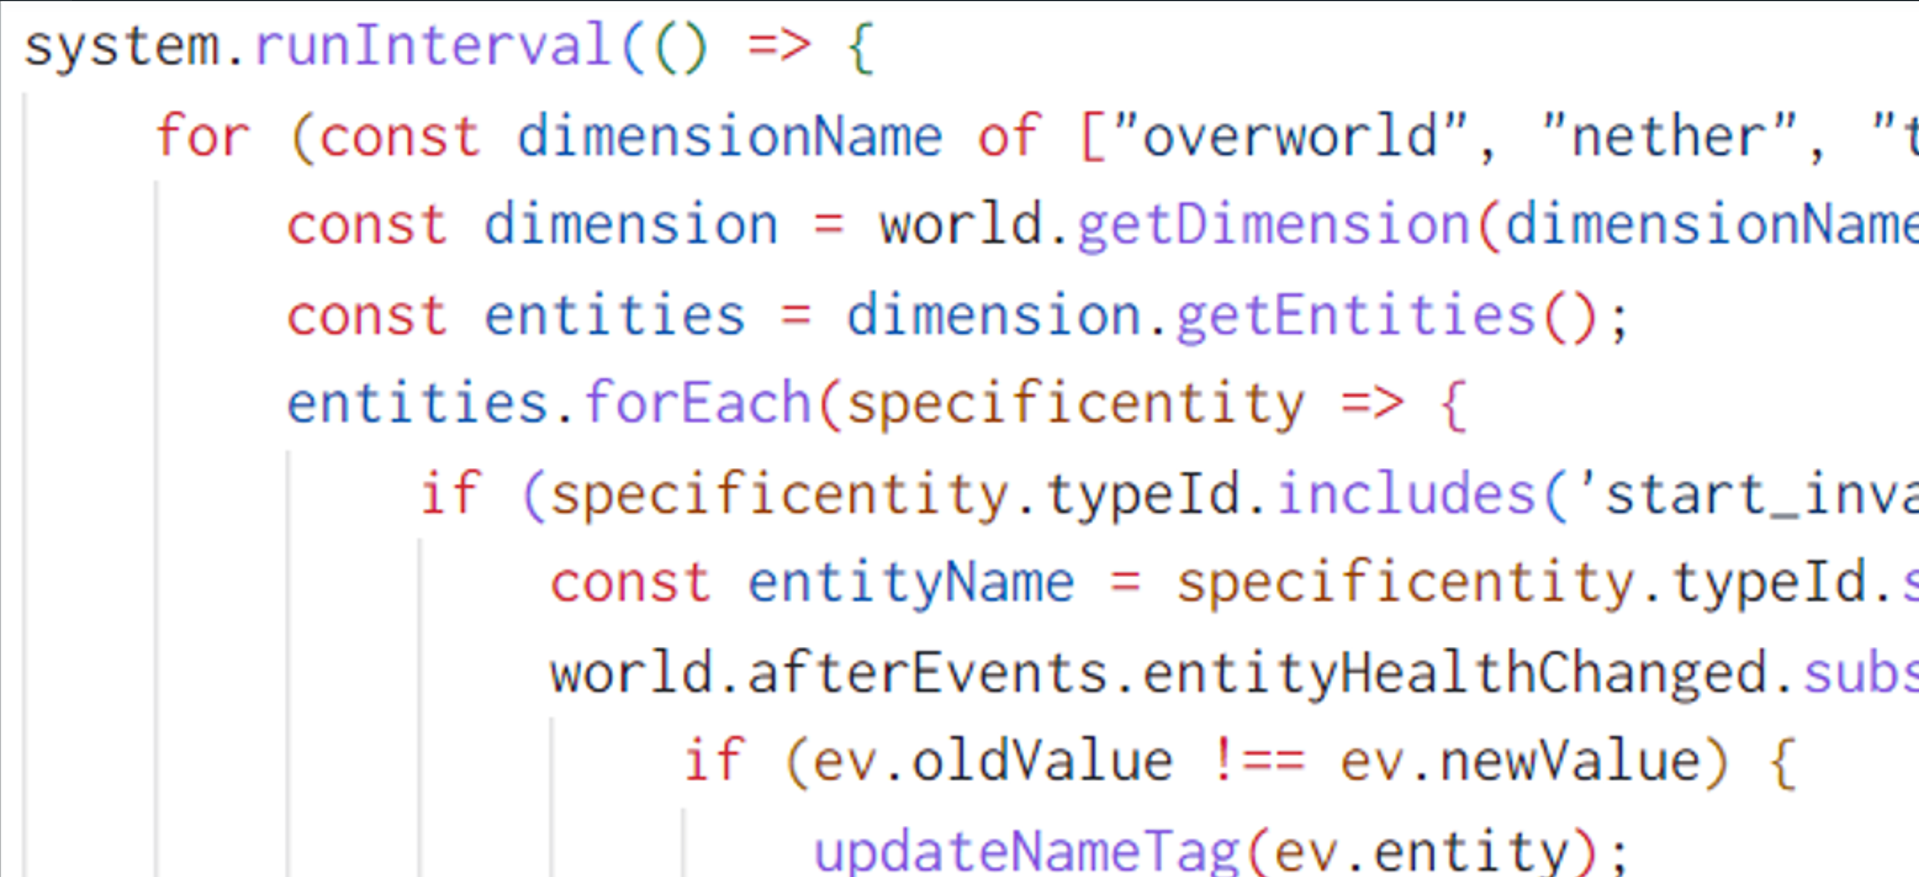 system.runInterval(() => {
for (const dimensionName of ["overworld", "nether", "t
const dimension = world.getDimension(dimensionName
const entities = dimension.getEntities();
entities.forEach(specificentity => {
if (specificentity.typeId.includes('start_inva
const entityName = specificentity.typeId.s
world.afterEvents.entityHealthChanged.subs
if (ev.oldValue !== ev.newValue) {
updateNameTag(ev.entity);